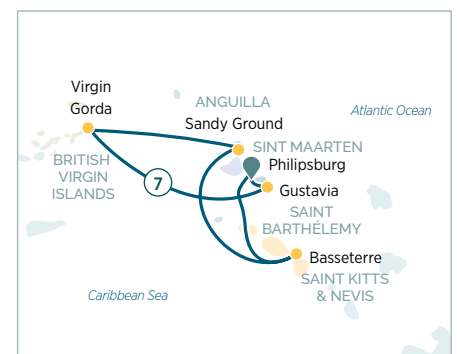 Virgin
Gorda
ANGUILLA
Atlantic Ocean
Sandy Ground
SINT MAARTEN
Philipsburg
BRITISH
VIRGIN
ISLANDS
7
Gustavia
SAINT
BARTHÉLEMY
Basseterre
SAINT KITTS
& NEVIS
Caribbean Sea